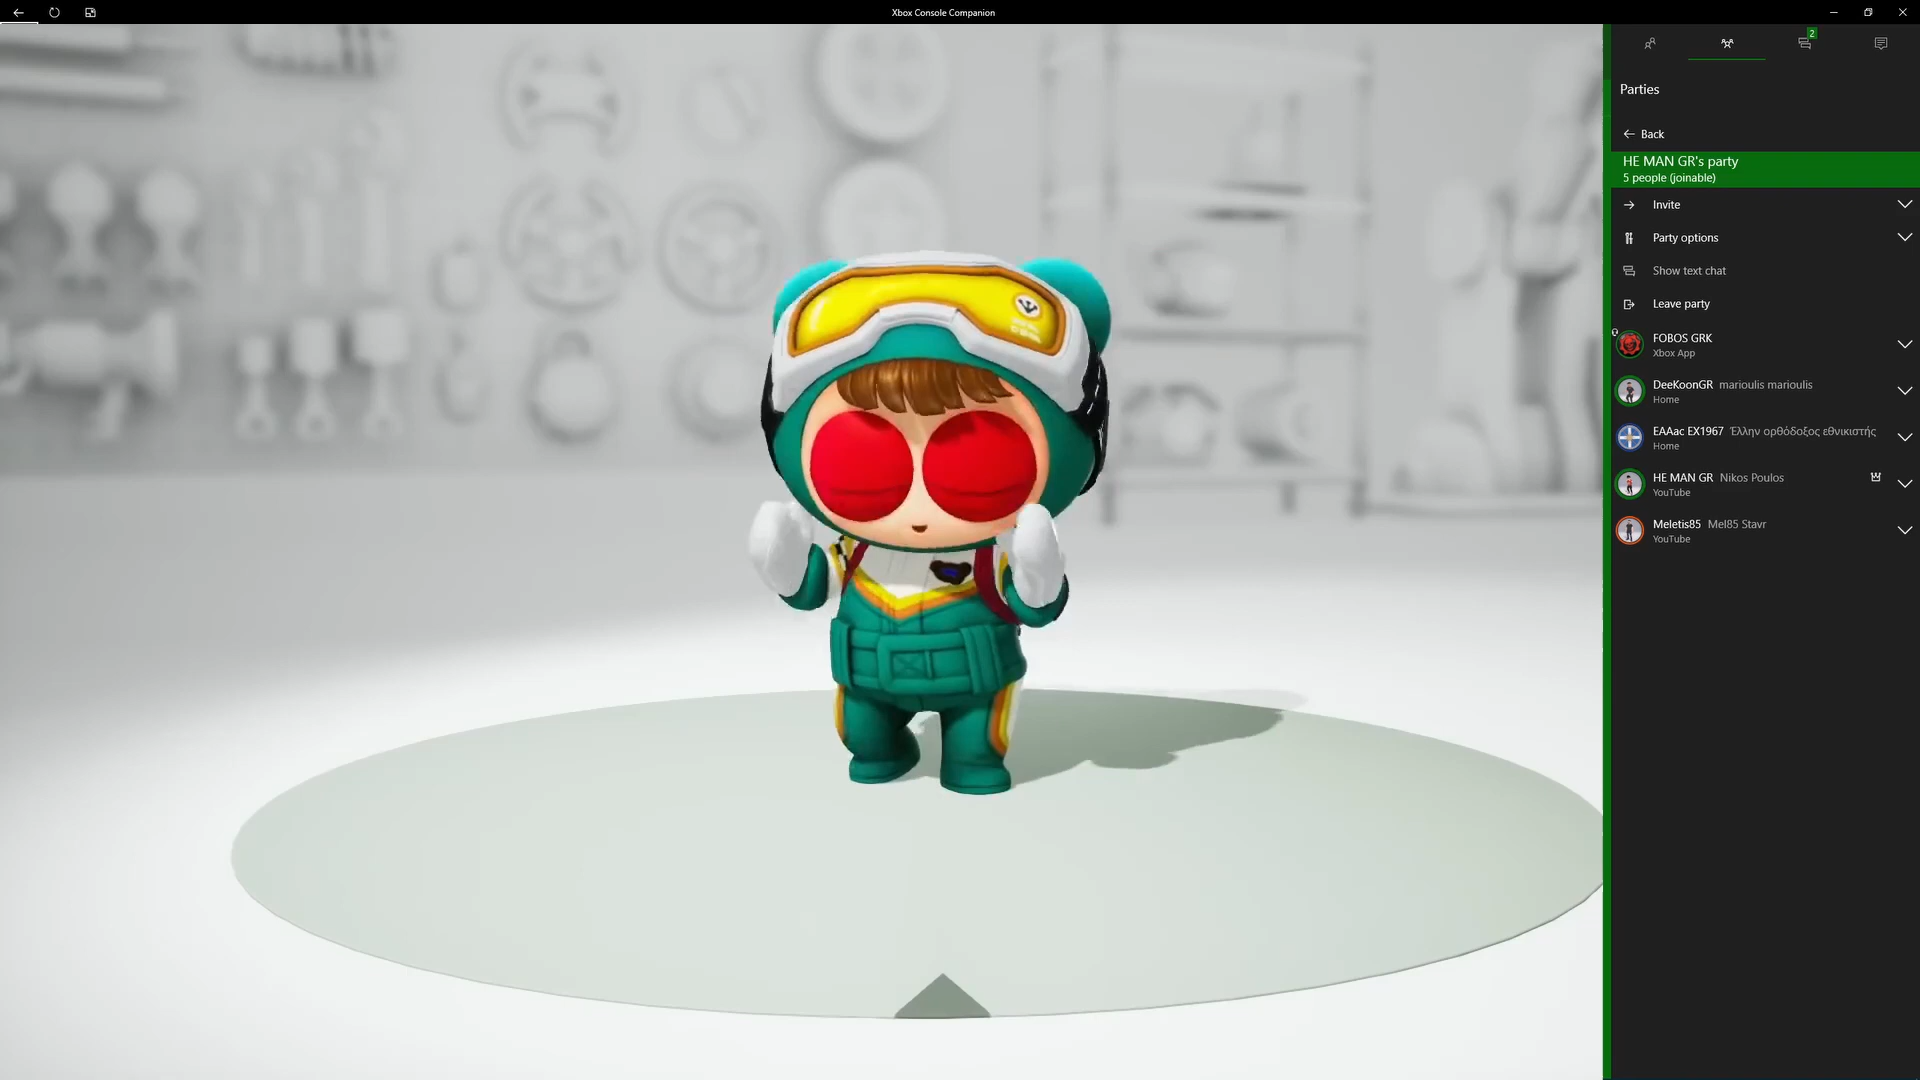 Xbox Console Companion
2
Parties
Back
HE MAN GR's party
5 people (joinable)
Invite
Party options
Show text chat
Leave party
FOBOS GRK
Xbox App
DeeKoonGR marioulis marioulis
Home
EAAac EX1967 Έλλην ορθόδοξος εθνικιστής
Home
HE MAN GR Nikos Poulos
YouTube
Meletis85 Mel85 Stavr
YouTube